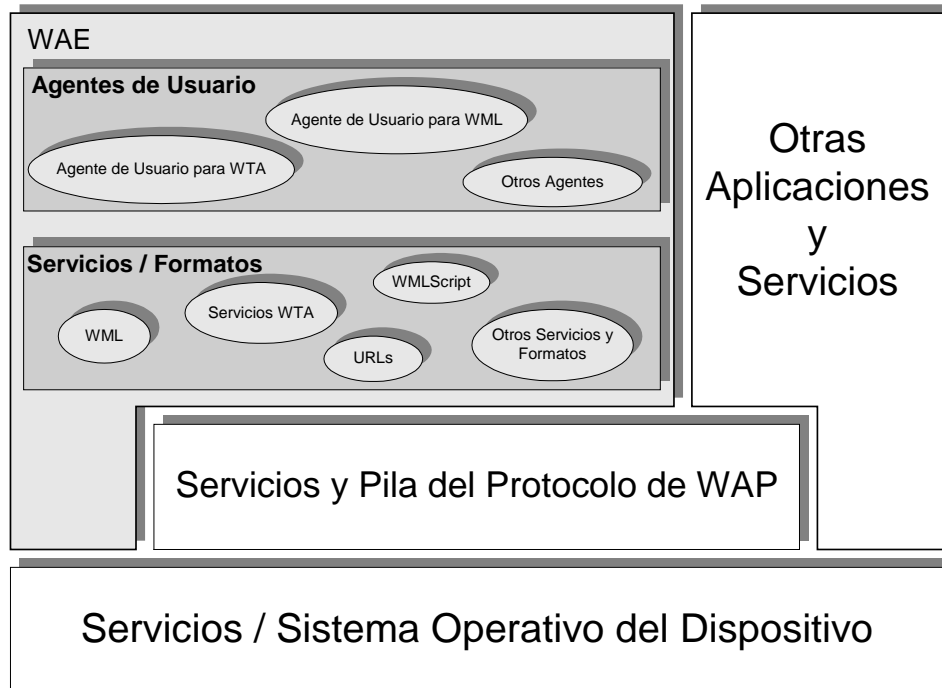 WAE
Agentes de Usuario
Agente de Usuario para WML
Agente de Usuario para WTA
Otros Agentes
Servicios / Formatos
WMLScript
Servicios WTA
WML
URLs
Otros Servicios y
Formatos
Otras
Aplicaciones
y
Servicios
Servicios y Pila del Protocolo de WAP
Servicios / Sistema Operativo del Dispositivo